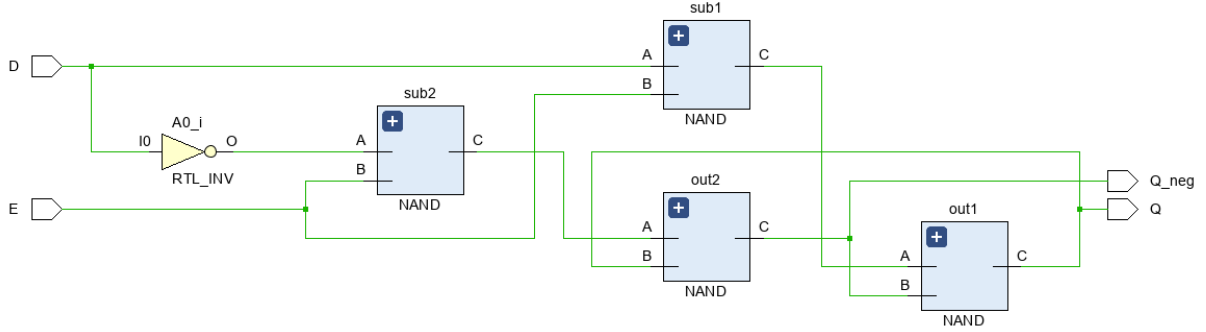 sub1
D
A
B
C
NAND
sub2
A0_i
I0
O
RTL_INV
A
B
C
NAND
E
out2
A
B
C
NAND
out1
A
B
C
NAND
Q_neg
Q